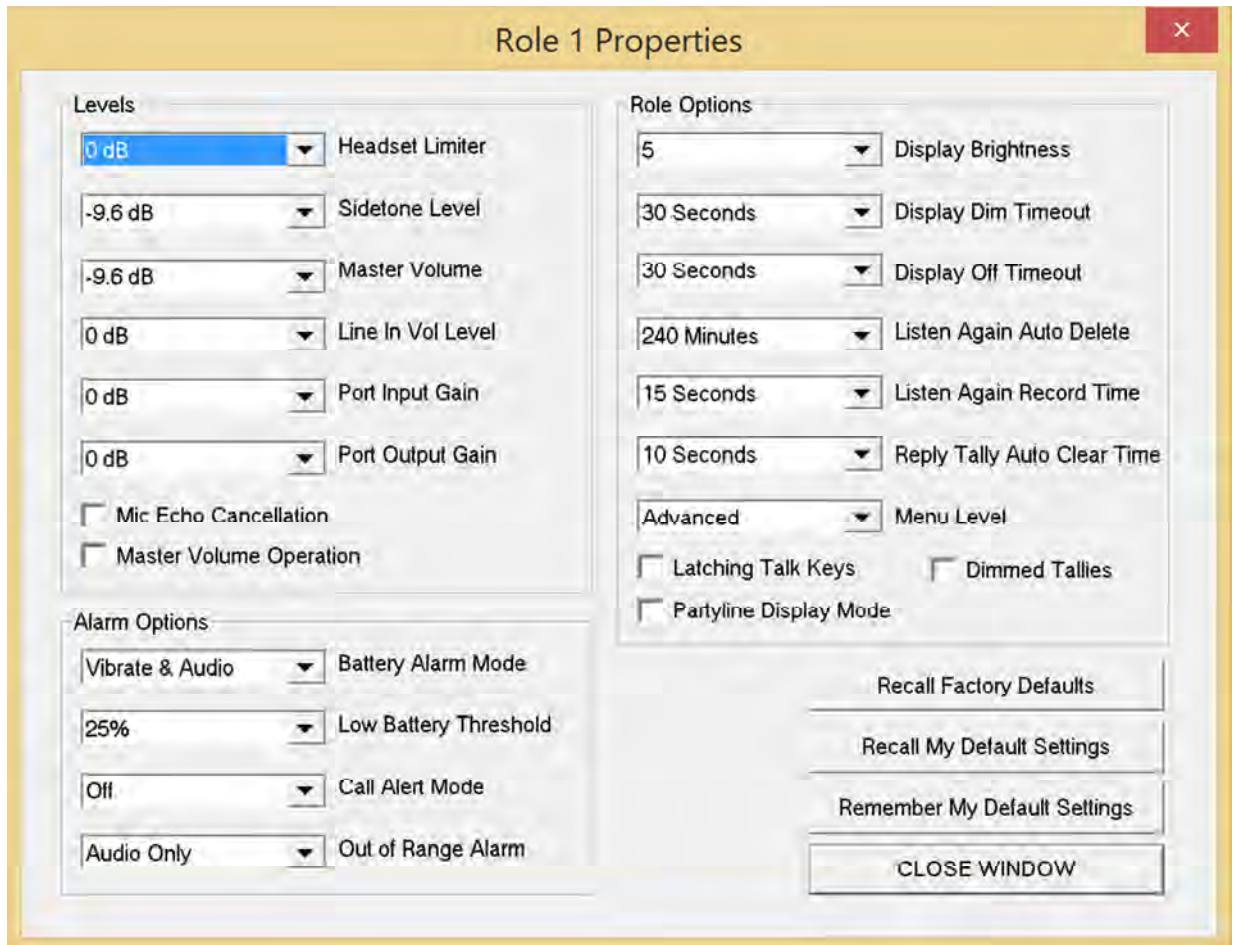 Role 1 Properties
Levels
0 dB Headset Limiter
-9.6 dB Sidetone Level
-9.6 dB Master Volume
0 dB Line In Vol Level
0 dB Port Input Gain
0 dB Port Output Gain
Mic Echo Cancellation
Master Volume Operation
Alarm Options
Vibrate & Audio Battery Alarm Mode
25% Low Battery Threshold
Off Call Alert Mode
Audio Only Out of Range Alarm
Role Options
5 Display Brightness
30 Seconds Display Dim Timeout
30 Seconds Display Off Timeout
240 Minutes Listen Again Auto Delete
15 Seconds Listen Again Record Time
10 Seconds Reply Tally Auto Clear Time
Advanced Menu Level
Latching Talk Keys Dimmed Tallies
Partyline Display Mode
Recall Factory Defaults
Recall My Default Settings
Remember My Default Settings
CLOSE WINDOW